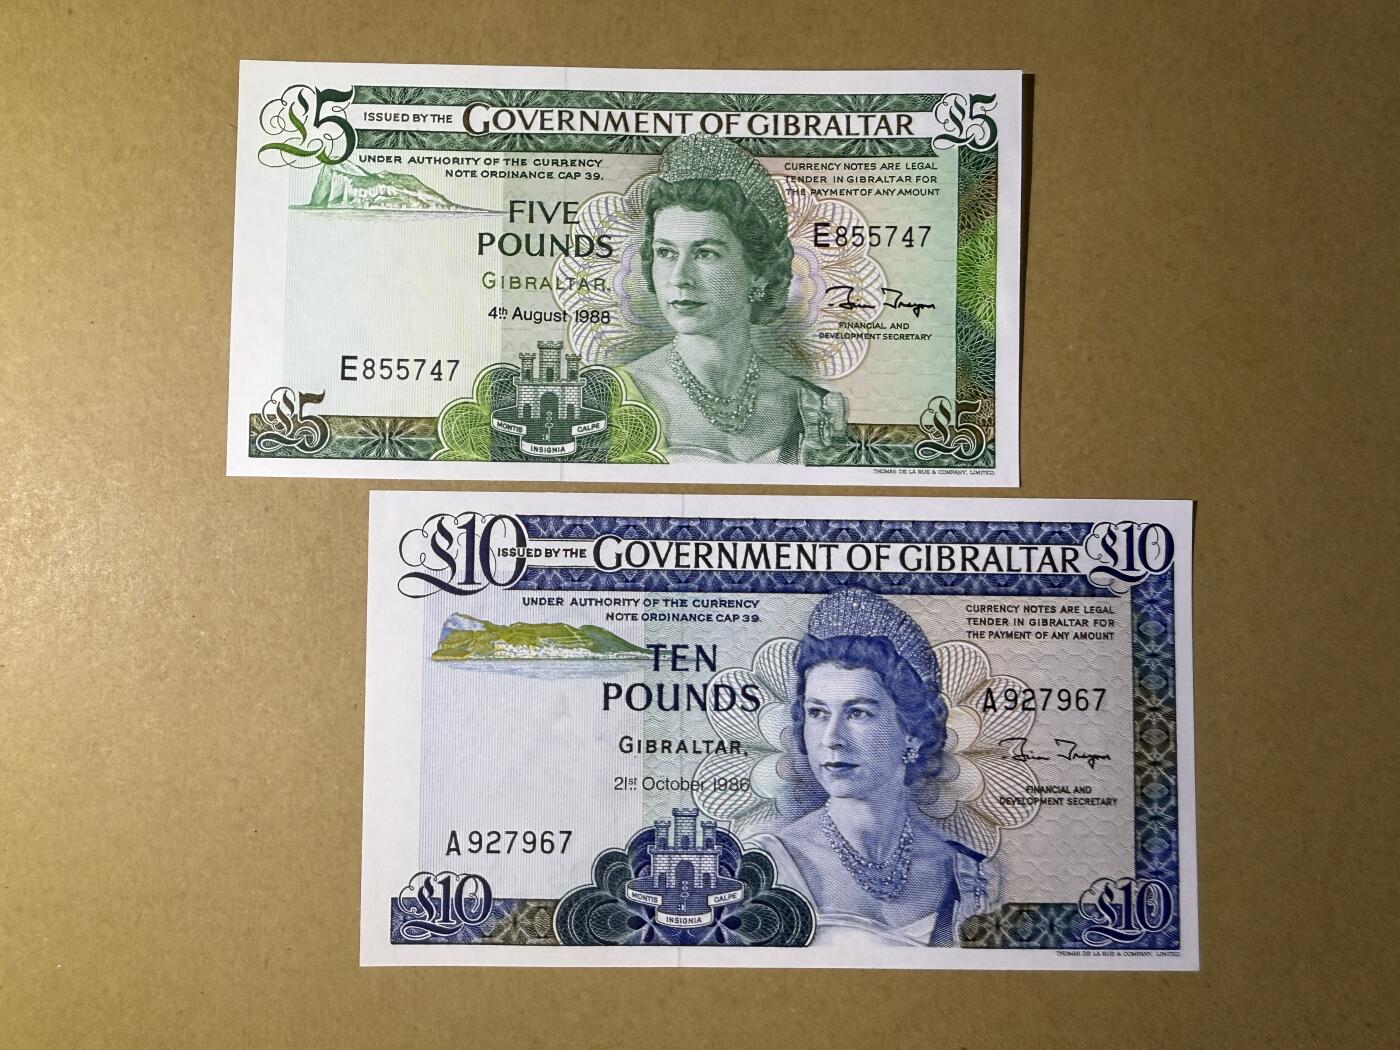 £5 ISSUED BY THE GOVERNMENT OF GIBRALTAR £5
UNDER AUTHORITY OF THE CURRENCY
NOTE ORDINANCE CAP 39.
CURRENCY NOTES ARE LEGAL
TENDER IN GIBRALTAR FOR
THE PAYMENT OF ANY AMOUNT
FIVE
POUNDS
GIBRALTAR,
4th August 1988
E855747
Brian Traynor
FINANCIAL AND
DEVELOPMENT SECRETARY
E855747
MONTIS CALPE
INSIGNIA
£5 £5
THOMAS DE LA RUE & COMPANY, LIMITED.
£10 ISSUED BY THE GOVERNMENT OF GIBRALTAR £10
UNDER AUTHORITY OF THE CURRENCY
NOTE ORDINANCE CAP 39.
CURRENCY NOTES ARE LEGAL
TENDER IN GIBRALTAR FOR
THE PAYMENT OF ANY AMOUNT
TEN
POUNDS
GIBRALTAR,
21st October 1986
A927967
Brian Traynor
FINANCIAL AND
DEVELOPMENT SECRETARY
A927967
MONTIS CALPE
INSIGNIA
£10 £10
THOMAS DE LA RUE & COMPANY, LIMITED.